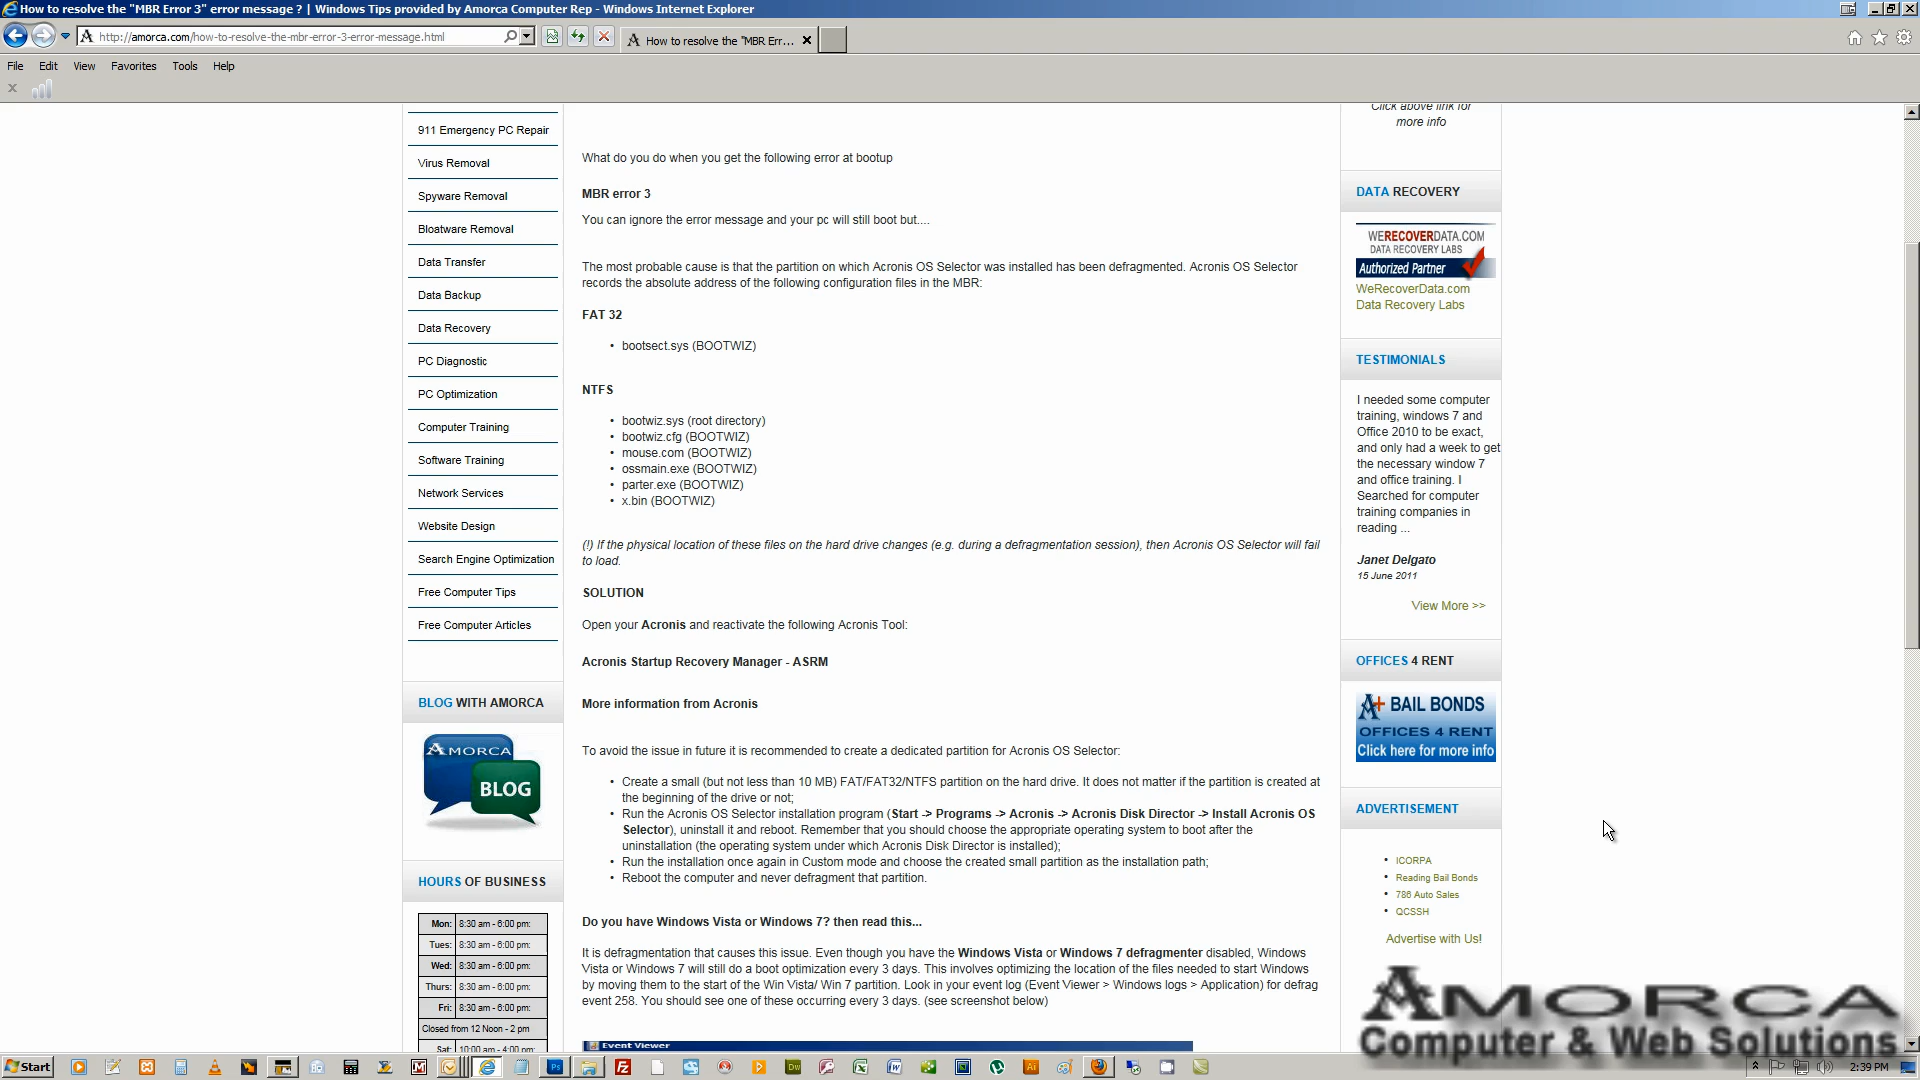 How to resolve the "MBR Error 3" error message ? | Windows Tips provided by Amorca Computer Rep - Windows Internet Explorer
http://amorca.com/how-to-resolve-the-mbr-error-3-error-message.html
How to resolve the "MBR Err...
File Edit View Favorites Tools Help
911 Emergency PC Repair
Virus Removal
Spyware Removal
Bloatware Removal
Data Transfer
Data Backup
Data Recovery
PC Diagnostic
PC Optimization
Computer Training
Software Training
Network Services
Website Design
Search Engine Optimization
Free Computer Tips
Free Computer Articles
BLOG WITH AMORCA
AMORCA
BLOG
HOURS OF BUSINESS
Mon: 8:30 am - 6:00 pm:
Tues: 8:30 am - 6:00 pm:
Wed: 8:30 am - 6:00 pm:
Thurs: 8:30 am - 6:00 pm:
Fri: 8:30 am - 6:00 pm:
Closed from 12 Noon - 2 pm
Sat: 10:00 am - 4:00 pm:
What do you do when you get the following error at bootup
MBR error 3
You can ignore the error message and your pc will still boot but....
The most probable cause is that the partition on which Acronis OS Selector was installed has been defragmented. Acronis OS Selector
records the absolute address of the following configuration files in the MBR:
FAT 32
• bootsect.sys (BOOTWIZ)
NTFS
• bootwiz.sys (root directory)
• bootwiz.cfg (BOOTWIZ)
• mouse.com (BOOTWIZ)
• ossmain.exe (BOOTWIZ)
• parter.exe (BOOTWIZ)
• x.bin (BOOTWIZ)
(!) If the physical location of these files on the hard drive changes (e.g. during a defragmentation session), then Acronis OS Selector will fail
to load.
SOLUTION
Open your Acronis and reactivate the following Acronis Tool:
Acronis Startup Recovery Manager - ASRM
More information from Acronis
To avoid the issue in future it is recommended to create a dedicated partition for Acronis OS Selector:
• Create a small (but not less than 10 MB) FAT/FAT32/NTFS partition on the hard drive. It does not matter if the partition is created at
the beginning of the drive or not;
• Run the Acronis OS Selector installation program (Start -> Programs -> Acronis -> Acronis Disk Director -> Install Acronis OS
Selector), uninstall it and reboot. Remember that you should choose the appropriate operating system to boot after the
uninstallation (the operating system under which Acronis Disk Director is installed);
• Run the installation once again in Custom mode and choose the created small partition as the installation path;
• Reboot the computer and never defragment that partition.
Do you have Windows Vista or Windows 7? then read this...
It is defragmentation that causes this issue. Even though you have the Windows Vista or Windows 7 defragmenter disabled, Windows
Vista or Windows 7 will still do a boot optimization every 3 days. This involves optimizing the location of the files needed to start Windows
by moving them to the start of the Win Vista/ Win 7 partition. Look in your event log (Event Viewer > Windows logs > Application) for defrag
event 258. You should see one of these occurring every 3 days. (see screenshot below)
Event Viewer
Click above link for
more info
DATA RECOVERY
WERECOVERDATA.COM
DATA RECOVERY LABS
Authorized Partner
WeRecoverData.com
Data Recovery Labs
TESTIMONIALS
I needed some computer
training, windows 7 and
Office 2010 to be exact,
and only had a week to get
the necessary window 7
and office training. I
Searched for computer
training companies in
reading ...
Janet Delgato
15 June 2011
View More >>
OFFICES 4 RENT
A+ BAIL BONDS
OFFICES 4 RENT
Click here for more info
ADVERTISEMENT
• ICORPA
• Reading Bail Bonds
• 786 Auto Sales
• QCSSH
Advertise with Us!
AMORCA
Computer & Web Solutions
Start
2:39 PM